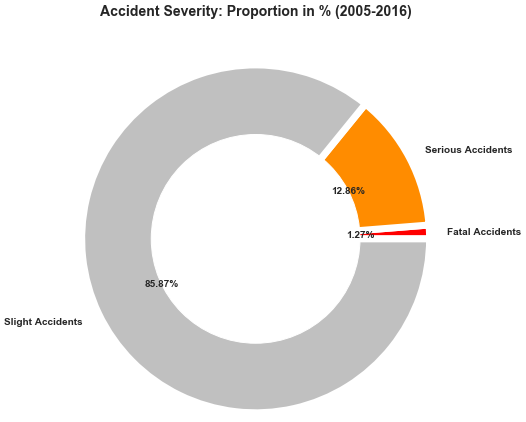 Accident Severity: Proportion in % (2005-2016)
Serious Accidents
12.86%
Fatal Accidents
1.27%
85.87%
Slight Accidents